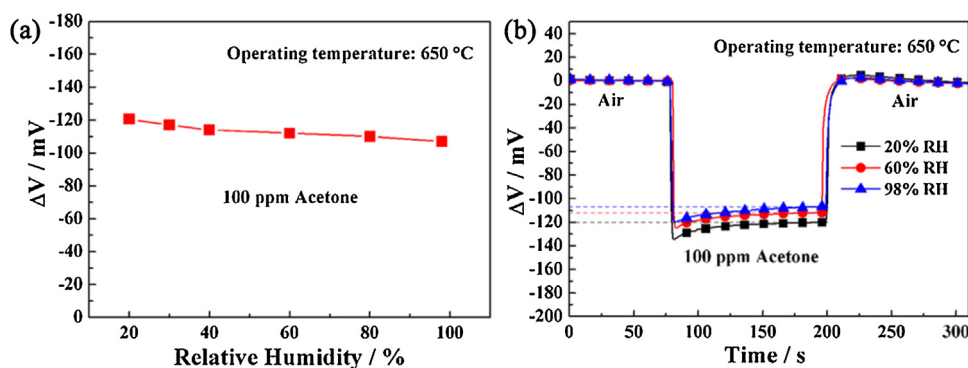 (a)
-180
-160
-140
-120
-100
-80
-60
-40
-20
0
ΔV / mV
Operating temperature: 650 °C
100 ppm Acetone
20 40 60 80 100
Relative Humidity / %
(b)
40
20
0
-20
-40
-60
-80
-100
-120
-140
-160
-180
-200
ΔV / mV
Operating temperature: 650 °C
Air
Air
20% RH
60% RH
98% RH
100 ppm Acetone
0 50 100 150 200 250 300
Time / s